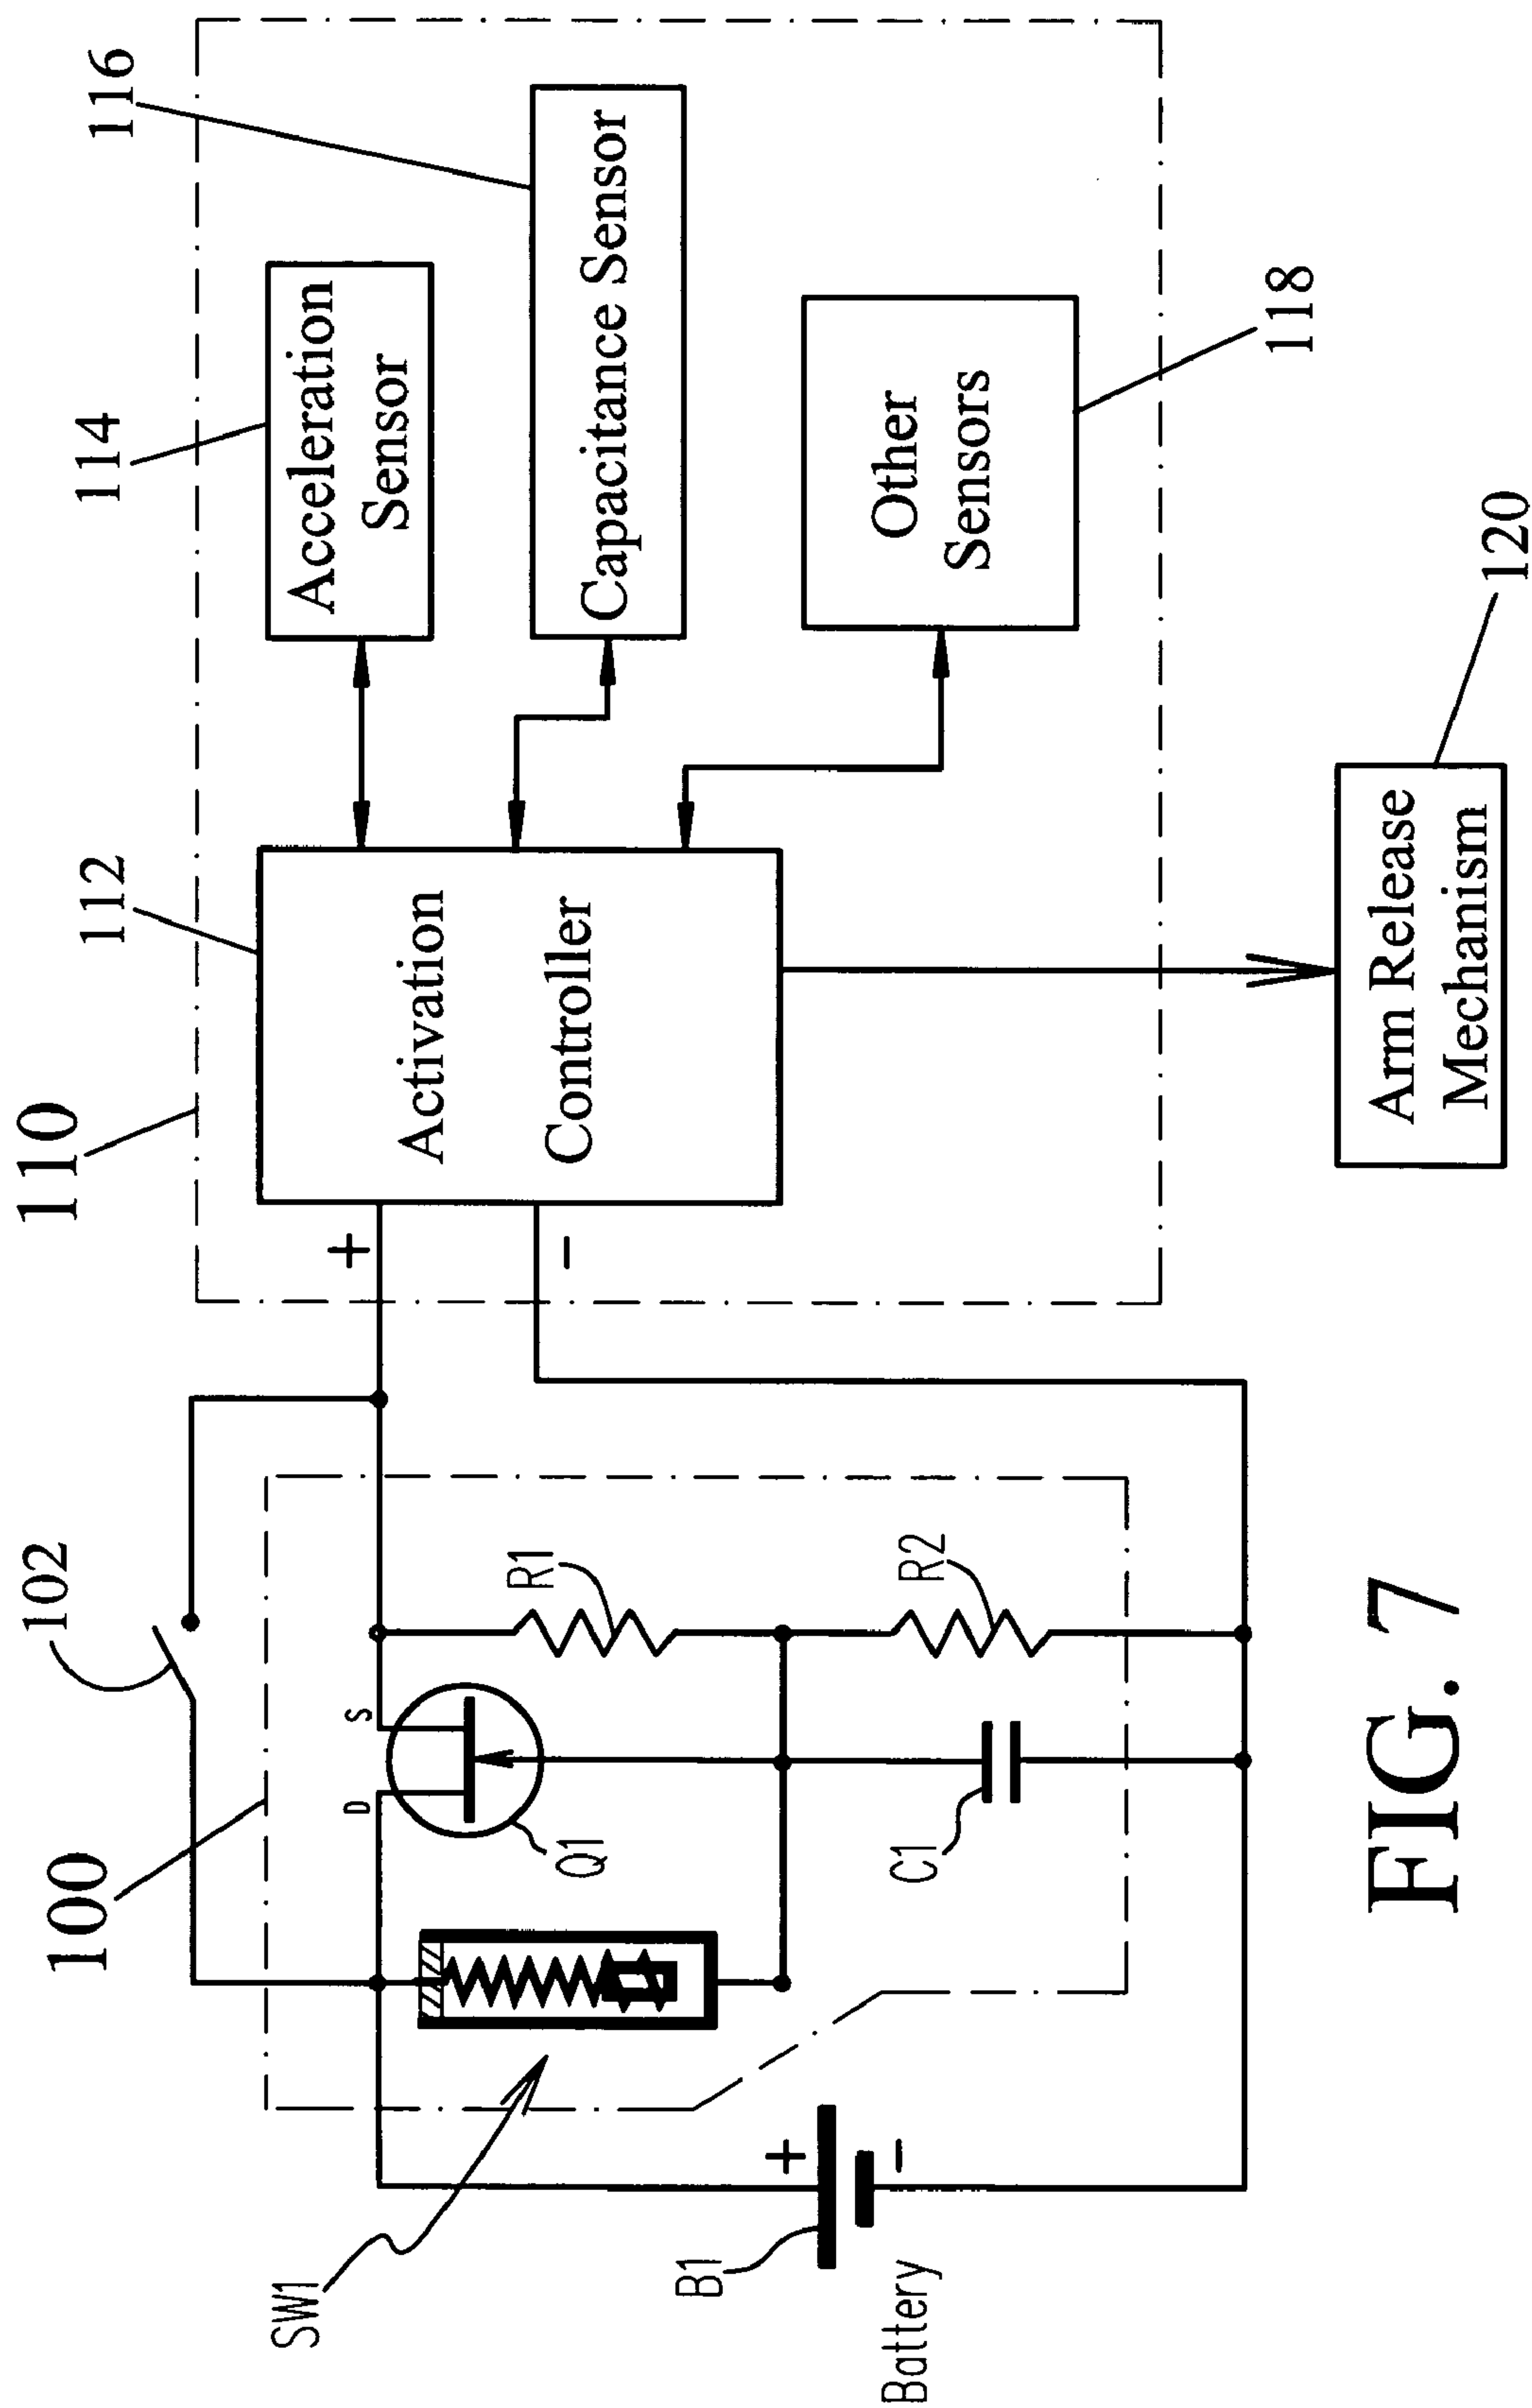 110
112
114
116
Acceleration
Sensor
Capacitance Sensor
Activation
Controller
Other
Sensors
118
+
-
102
100
D
S
Q1
R1
R2
C1
SW1
B1
+
-
Battery
Arm Release
Mechanism
120
FIG. 7